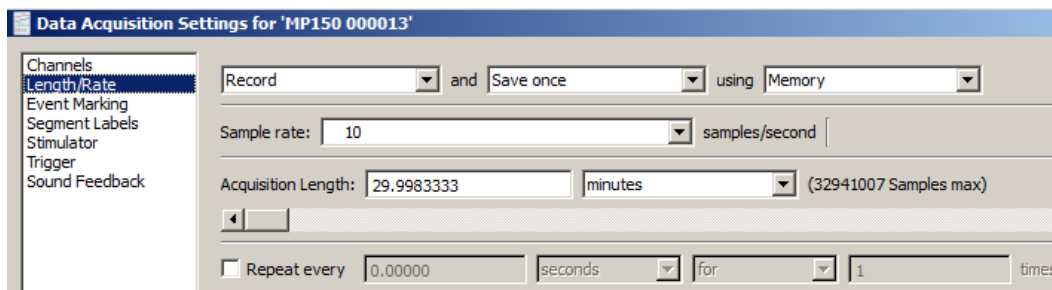 Data Acquisition Settings for 'MP150 000013'
Channels
Length/Rate
Event Marking
Segment Labels
Stimulator
Trigger
Sound Feedback
Record and Save once using Memory
Sample rate: 10 samples/second
Acquisition Length: 29.9983333 minutes (32941007 Samples max)
Repeat every 0.00000 seconds for 1 times